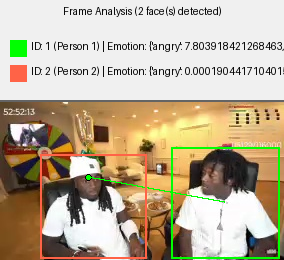 Frame Analysis (2 face(s) detected)
ID: 1 (Person 1) | Emotion: {'angry': 7.803918421268463,
ID: 2 (Person 2) | Emotion: {'angry': 0.000190441710401
52:52:13